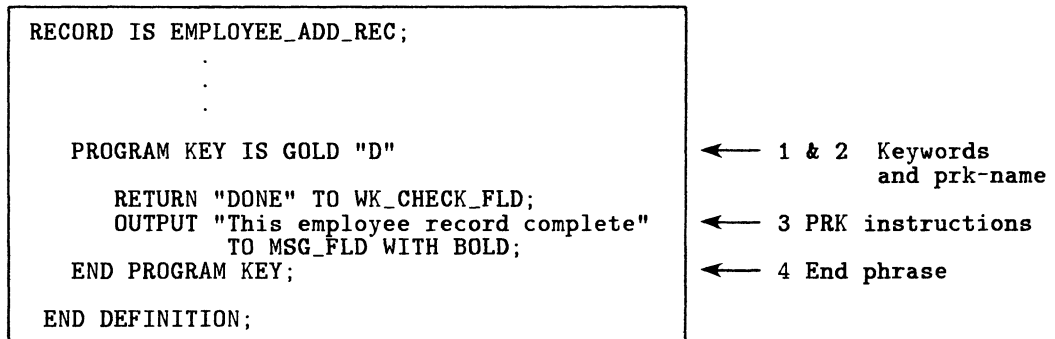 RECORD IS EMPLOYEE_ADD_REC;
.
.
.
PROGRAM KEY IS GOLD "D"
1 & 2 Keywords
and prk-name
RETURN "DONE" TO WK_CHECK_FLD;
OUTPUT "This employee record complete"
3 PRK instructions
TO MSG_FLD WITH BOLD;
END PROGRAM KEY;
4 End phrase
END DEFINITION;